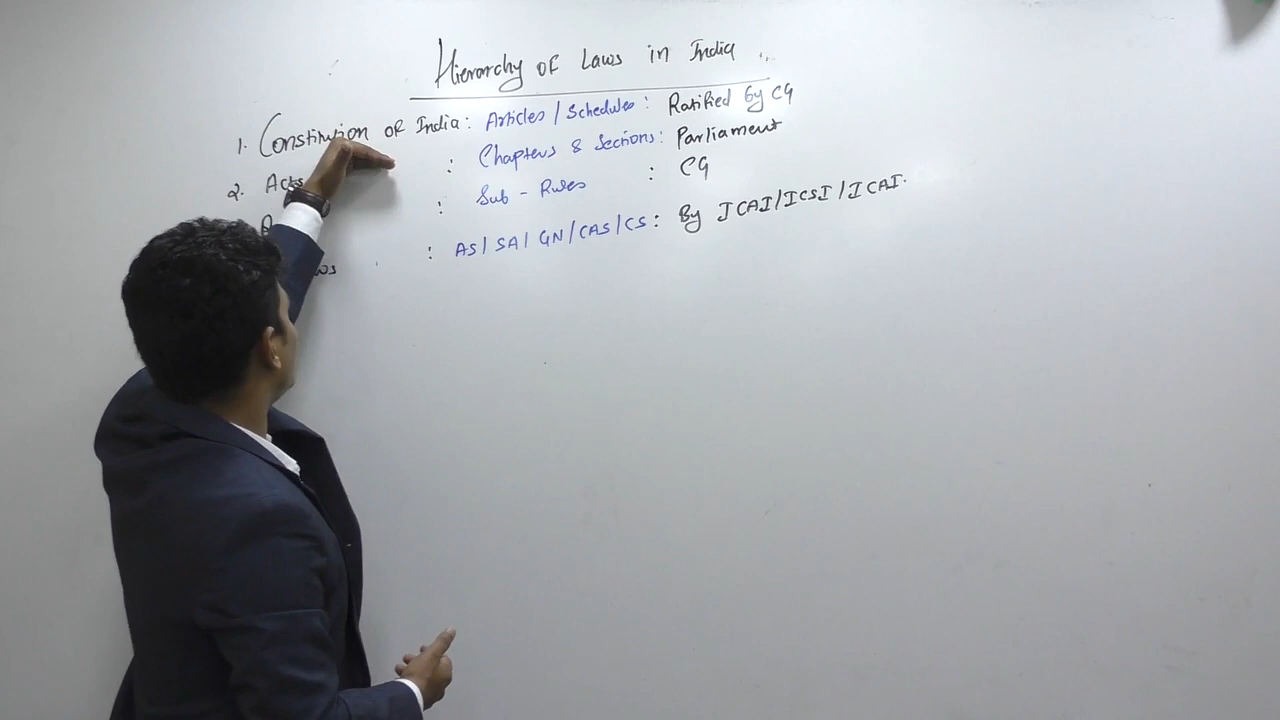 Hierarchy of Laws in India
1. Constitution of India: Articles / Schedules: Ratified by CG
2. Acts : Chapters & Sections: Parliament
: Sub - Rules : CG
: AS / SA / GN / CAS / CS: By ICAI / ICSI / ICAI.